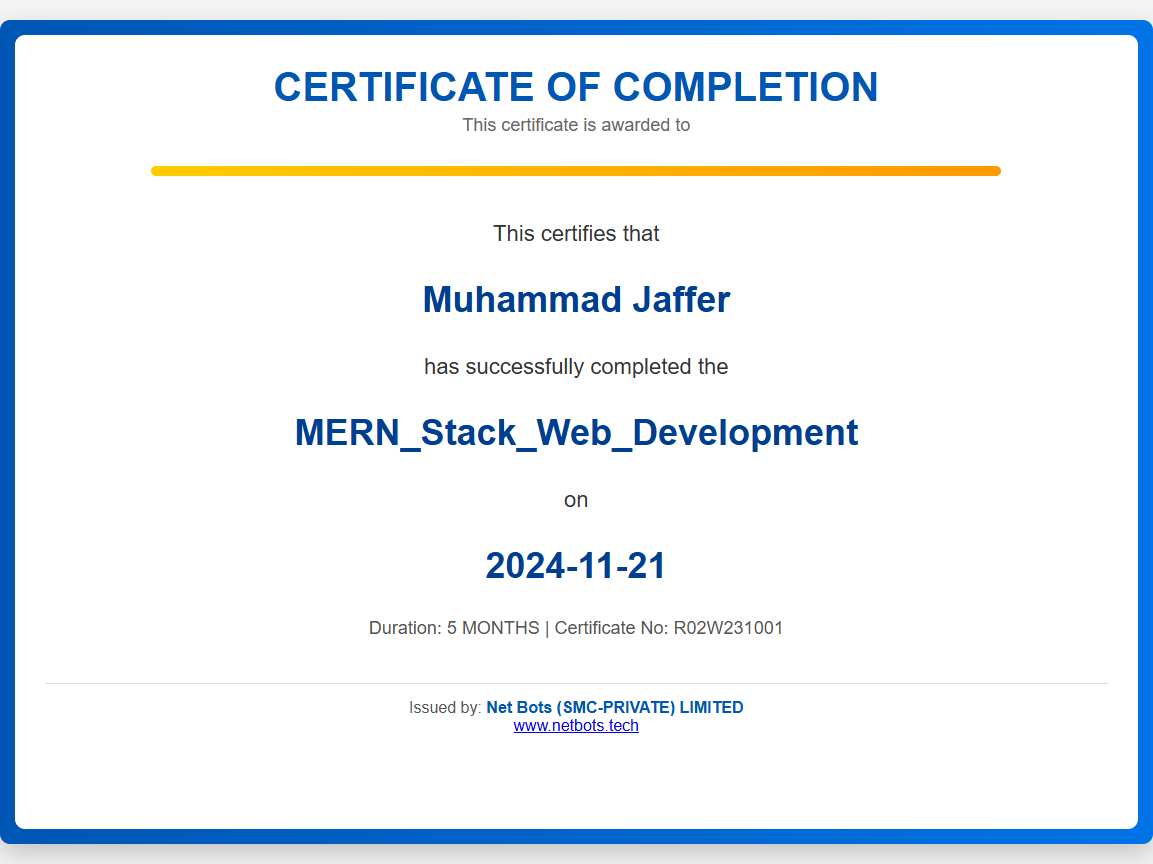 CERTIFICATE OF COMPLETION
This certificate is awarded to
This certifies that
Muhammad Jaffer
has successfully completed the
MERN_Stack_Web_Development
on
2024-11-21
Duration: 5 MONTHS | Certificate No: R02W231001
Issued by: Net Bots (SMC-PRIVATE) LIMITED
www.netbots.tech